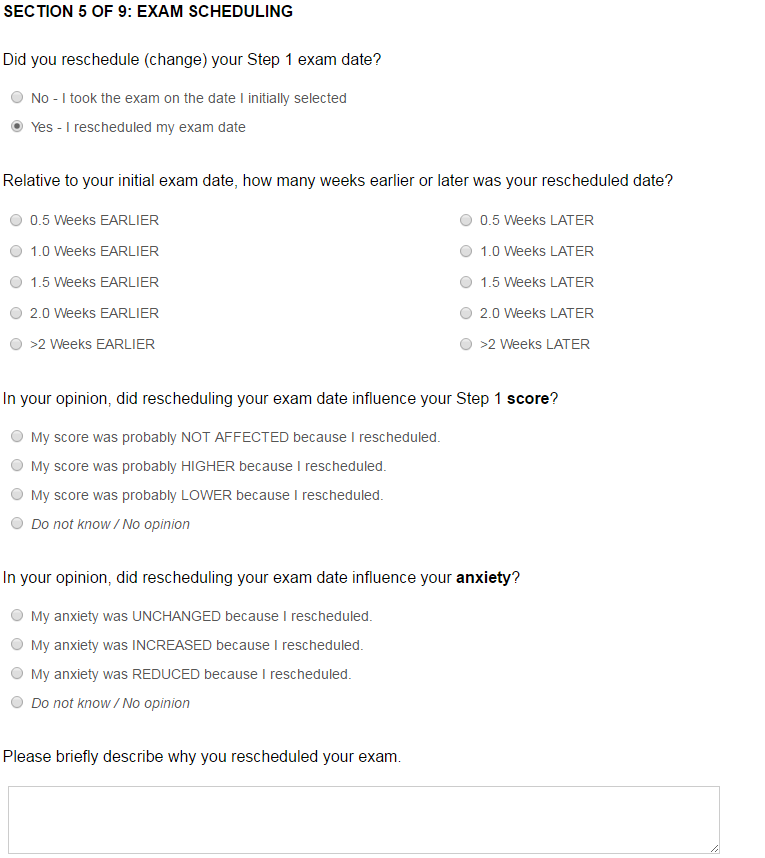 SECTION 5 OF 9: EXAM SCHEDULING
Did you reschedule (change) your Step 1 exam date?
No - I took the exam on the date I initially selected
Yes - I rescheduled my exam date
Relative to your initial exam date, how many weeks earlier or later was your rescheduled date?
0.5 Weeks EARLIER
1.0 Weeks EARLIER
1.5 Weeks EARLIER
2.0 Weeks EARLIER
>2 Weeks EARLIER
0.5 Weeks LATER
1.0 Weeks LATER
1.5 Weeks LATER
2.0 Weeks LATER
>2 Weeks LATER
In your opinion, did rescheduling your exam date influence your Step 1 score?
My score was probably NOT AFFECTED because I rescheduled.
My score was probably HIGHER because I rescheduled.
My score was probably LOWER because I rescheduled.
Do not know / No opinion
In your opinion, did rescheduling your exam date influence your anxiety?
My anxiety was UNCHANGED because I rescheduled.
My anxiety was INCREASED because I rescheduled.
My anxiety was REDUCED because I rescheduled.
Do not know / No opinion
Please briefly describe why you rescheduled your exam.